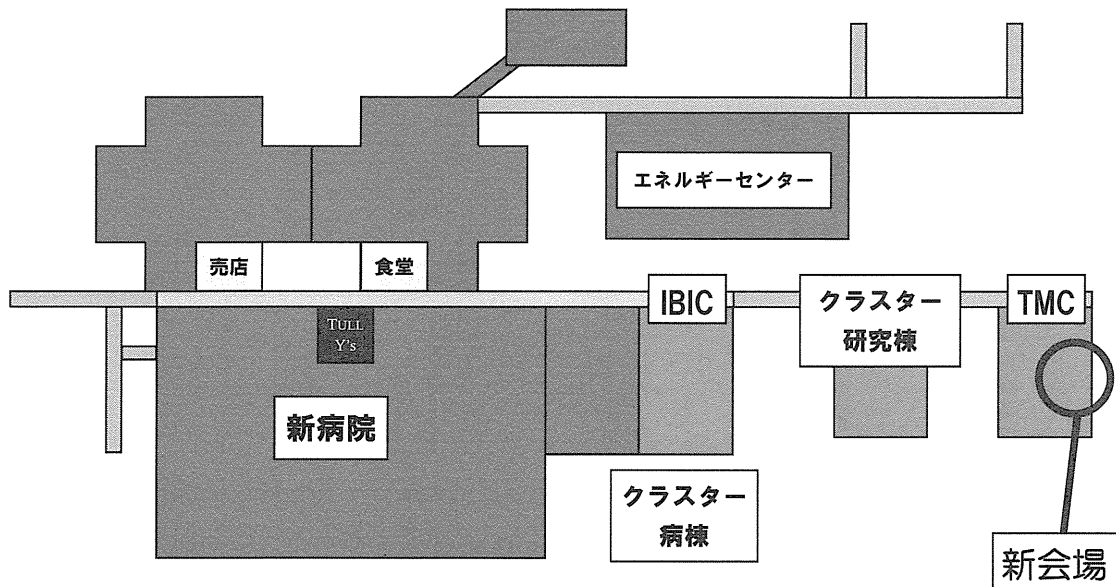 エネルギーセンター
売店
食堂
IBIC
クラスター
研究棟
TMC
TULL
Y's
新病院
クラスター
病棟
新会場